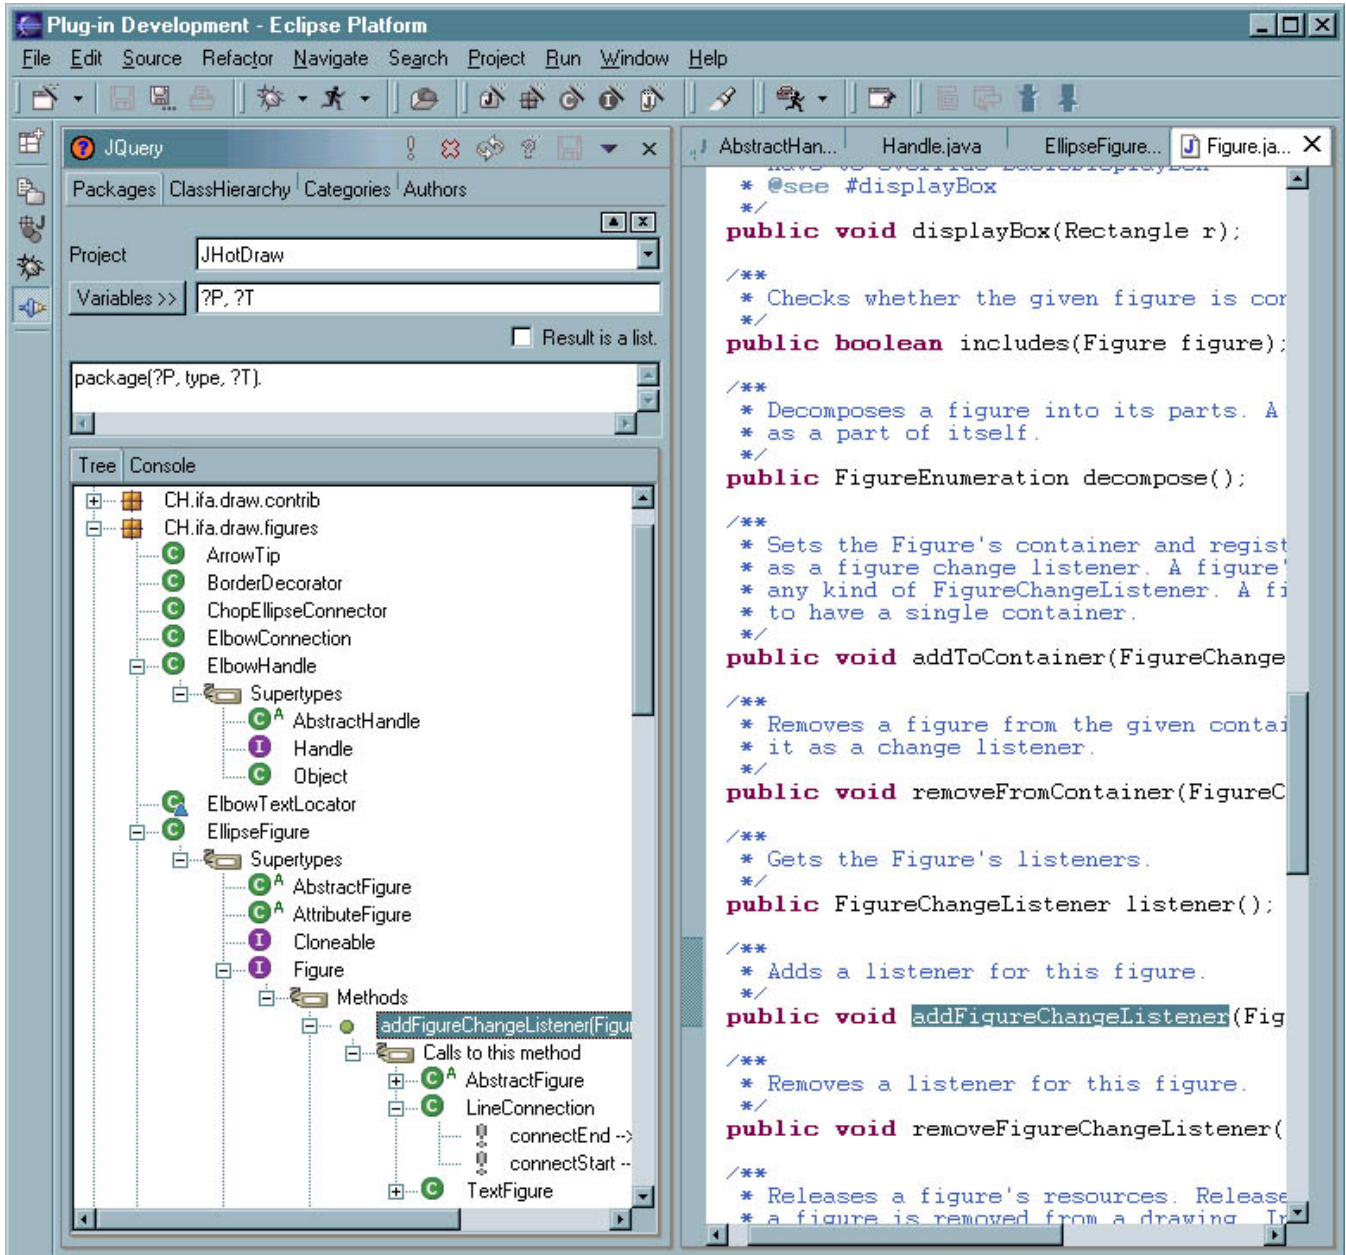 Plug-in Development - Eclipse Platform
File Edit Source Refactor Navigate Search Project Run Window Help
JQuery
Packages ClassHierarchy Categories Authors
Project JHotDraw
Variables >> ?P, ?T
Result is a list.
package(?P, type, ?T).
Tree Console
CH.ifa.draw.contrib
CH.ifa.draw.figures
ArrowTip
BorderDecorator
ChopEllipseConnector
ElbowConnection
ElbowHandle
Supertypes
AbstractHandle
Handle
Object
ElbowTextLocator
EllipseFigure
Supertypes
AbstractFigure
AttributeFigure
Cloneable
Figure
Methods
addFigureChangeListener(Figur
Calls to this method
AbstractFigure
LineConnection
connectEnd -->
connectStart --
TextFigure
AbstractHan... Handle.java EllipseFigure... Figure.ja...
* @see #displayBox
*/
public void displayBox(Rectangle r);
/**
* Checks whether the given figure is con
*/
public boolean includes(Figure figure);
/**
* Decomposes a figure into its parts. A
* as a part of itself.
*/
public FigureEnumeration decompose();
/**
* Sets the Figure's container and regist
* as a figure change listener. A figure'
* any kind of FigureChangeListener. A fi
* to have a single container.
*/
public void addToContainer(FigureChange
/**
* Removes a figure from the given contai
* it as a change listener.
*/
public void removeFromContainer(FigureC
/**
* Gets the Figure's listeners.
*/
public FigureChangeListener listener();
/**
* Adds a listener for this figure.
*/
public void addFigureChangeListener(Fig
/**
* Removes a listener for this figure.
*/
public void removeFigureChangeListener(
/**
* Releases a figure's resources. Release
* a figure is removed from a drawing. In